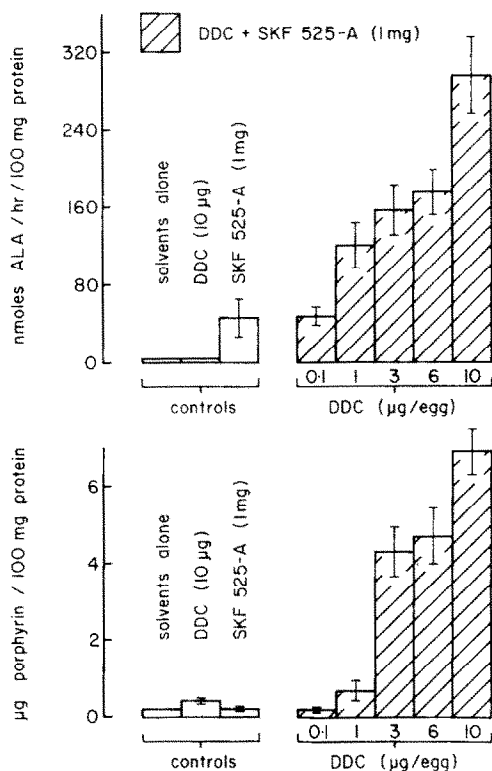 DDC + SKF 525-A (1mg)
nmoles ALA / hr / 100 mg protein
320
240
160
80
0
solvents alone
DDC (10 µg)
SKF 525-A (1mg)
0·1 1 3 6 10
controls
DDC (µg/egg)
µg porphyrin / 100 mg protein
6
4
2
0
solvents alone
DDC (10 µg)
SKF 525-A (1mg)
0·1 1 3 6 10
controls
DDC (µg/egg)